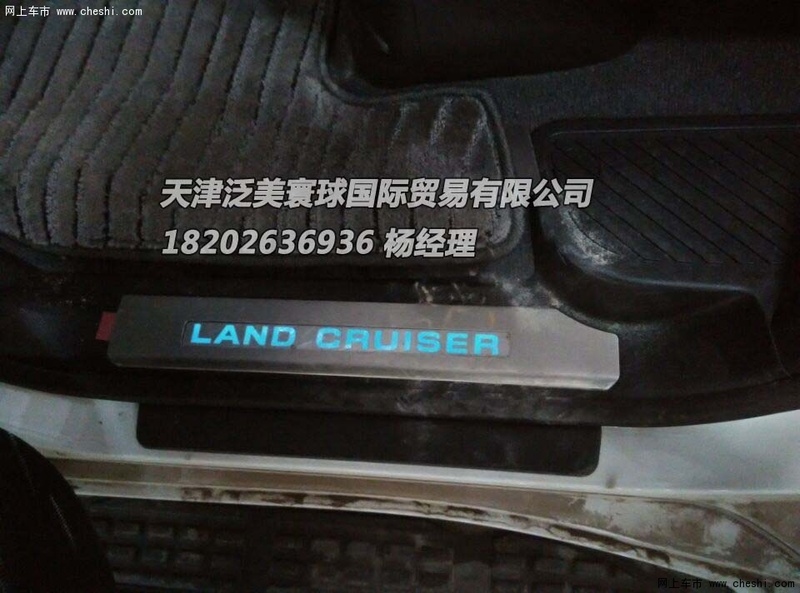 网上车市 www.cheshi.com
天津泛美寰球国际贸易有限公司
18202636936 杨经理
LAND CRUISER
网上车市 www.cheshi.com